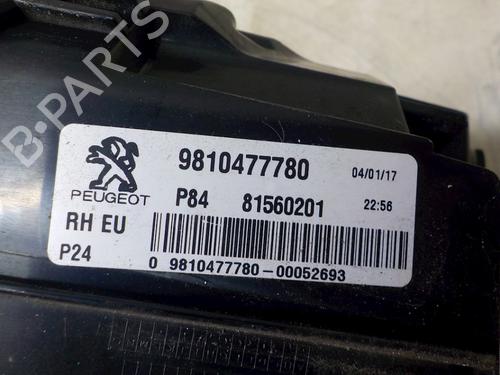 B-PARTS
9810477780 04/01/17
PEUGEOT P84 81560201 22:56
RH EU
P24
0 9810477780-00052693